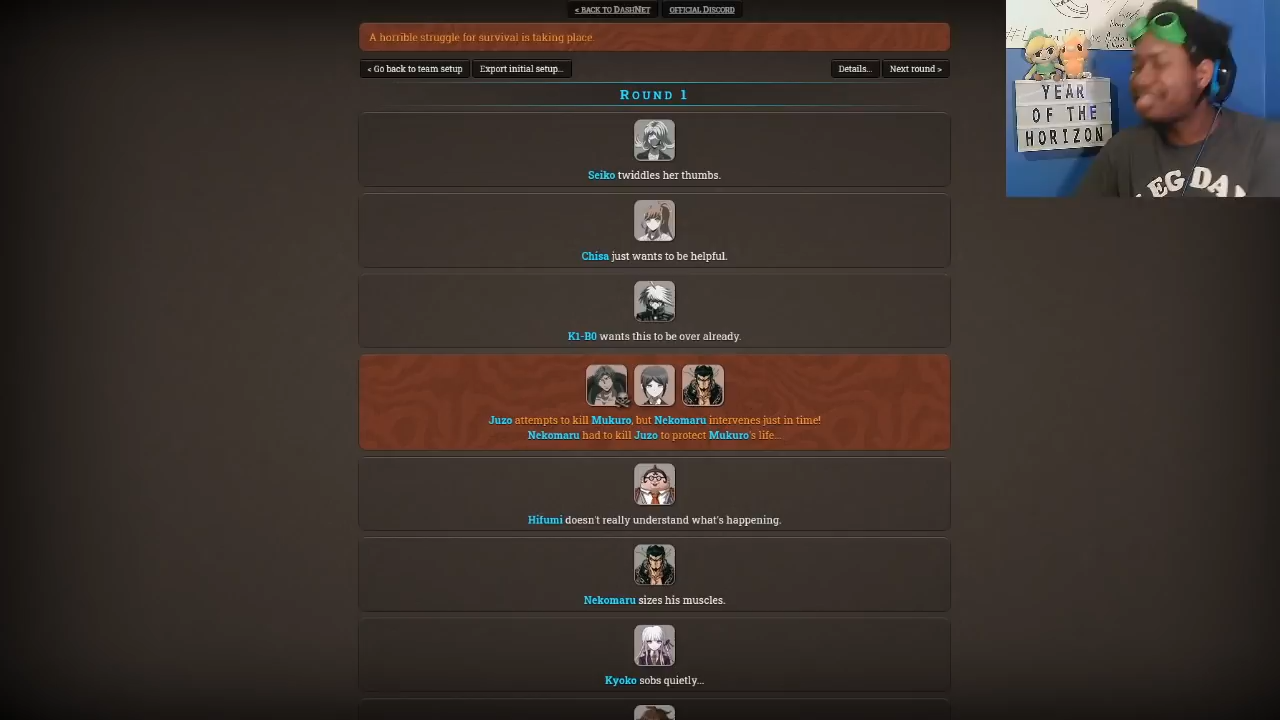 < Back to DashNet
Official Discord
A horrible struggle for survival is taking place.
< Go back to team setup
Export initial setup...
Details...
Next round >
Round 1
Seiko twiddles her thumbs.
Chisa just wants to be helpful.
K1-B0 wants this to be over already.
Juzo attempts to kill Mukuro, but Nekomaru intervenes just in time!
Nekomaru had to kill Juzo to protect Mukuro's life...
Hifumi doesn't really understand what's happening.
Nekomaru sizes his muscles.
Kyoko sobs quietly...
YEAR
OF THE
HORIZON